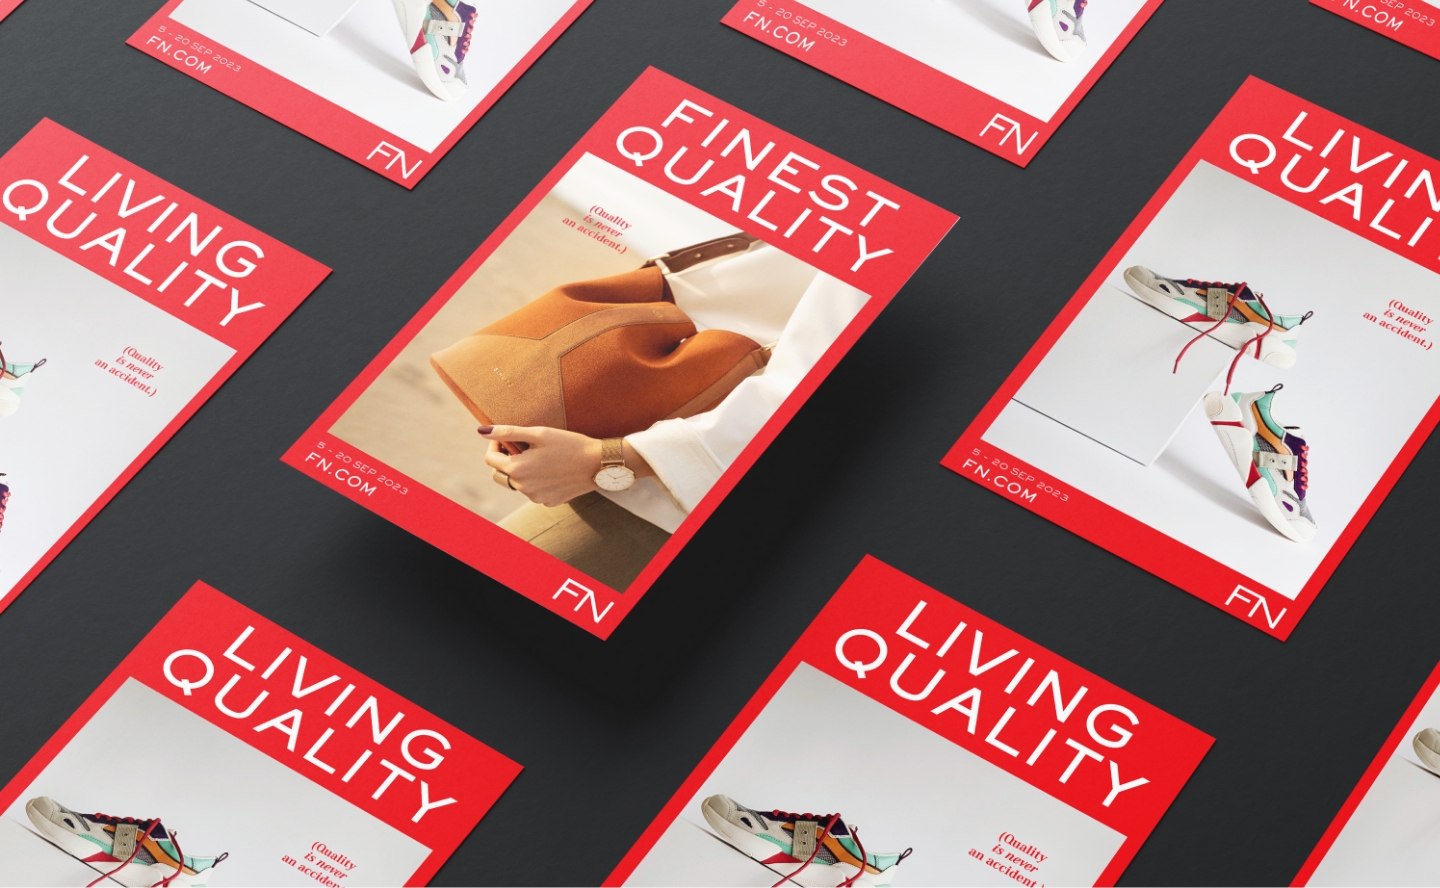 5 - 20 SEP 2023
FN.COM
FN
5 - 20 SEP 2023
FN.COM
FN
FN.COM
LIVING
QUALITY
(Quality
is never
an accident.)
FINEST
QUALITY
(Quality
is never
an accident.)
5 - 20 SEP 2023
FN.COM
FN
LIVIN
QUALI
(Quality
is never
an accident.)
5 - 20 SEP 2023
FN.COM
FN
LIVING
QUALITY
(Quality
is never
an accident.)
LIVING
QUALITY
(Quality
is never
an accident.)